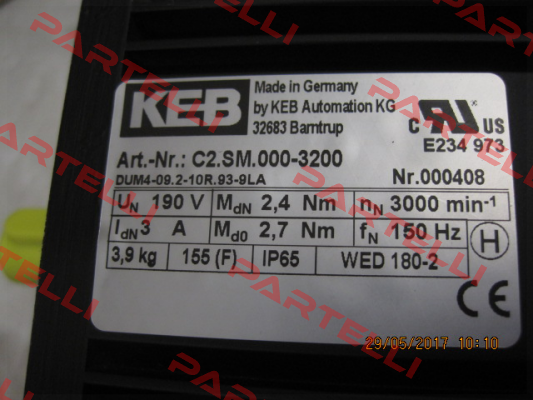 KEB
Made in Germany
by KEB Automation KG
32683 Barntrup
C RU US
E234 973
Art.-Nr.: C2.SM.000-3200
DUM4-09.2-10R.93-9LA
Nr.000408
UN 190 V MdN 2,4 Nm nN 3000 min-1
IdN 3 A Md0 2,7 Nm fN 150 Hz
H
3,9 kg 155 (F) IP65 WED 180-2
CE
29/05/2017 10:10
PARTELLI
PARTELLI
PARTELLI
PARTELLI
PARTELLI
PARTELLI